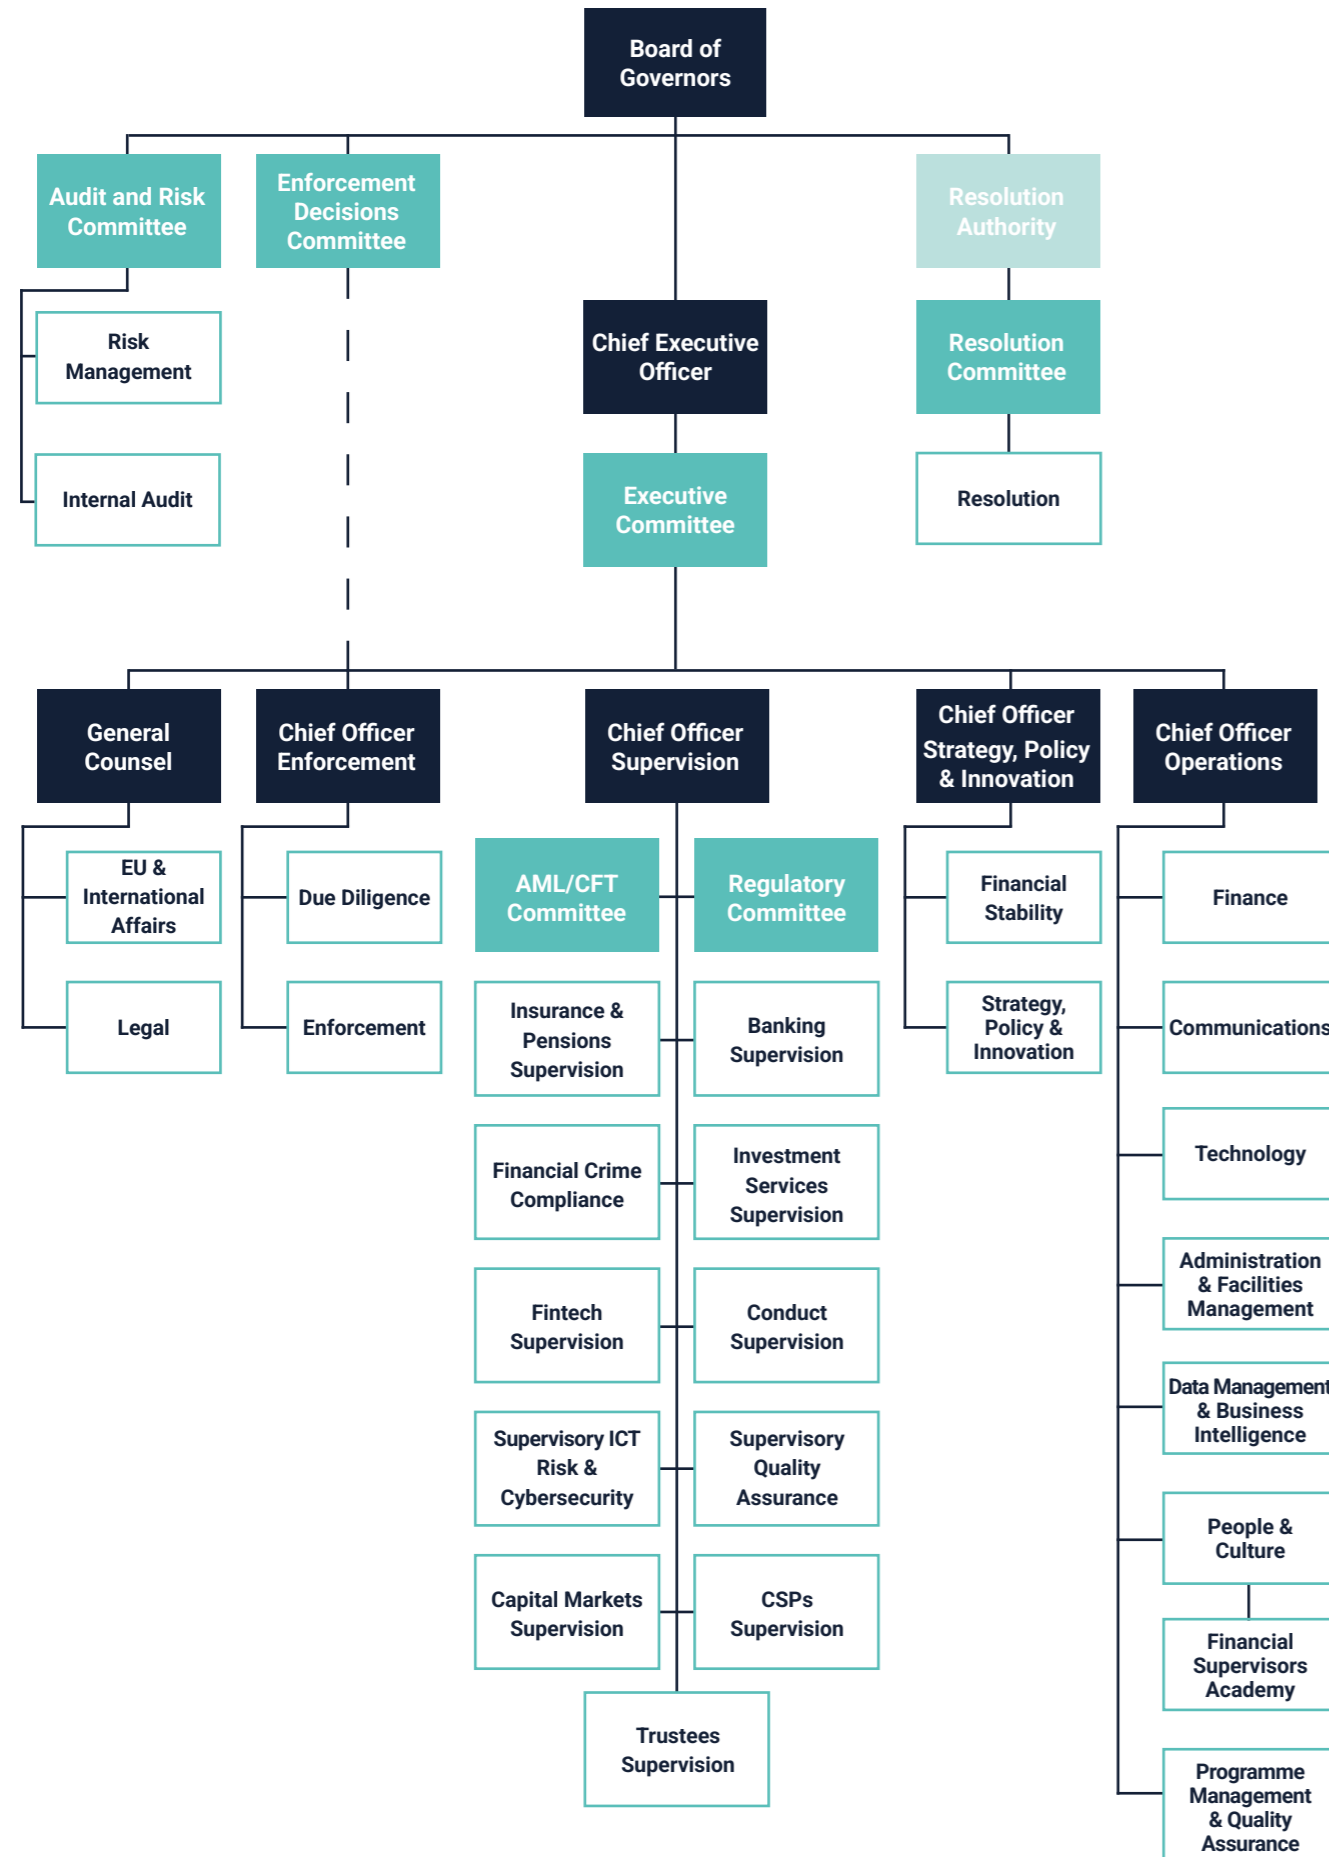 Board of
Governors
Audit and Risk
Committee
Enforcement
Decisions
Committee
Resolution
Authority
Risk
Management
Internal Audit
Chief Executive
Officer
Executive
Committee
Resolution
Committee
Resolution
General
Counsel
Chief Officer
Enforcement
Chief Officer
Supervision
Chief Officer
Strategy, Policy
& Innovation
Chief Officer
Operations
EU &
International
Affairs
Legal
Due Diligence
Enforcement
AML/CFT
Committee
Regulatory
Committee
Insurance &
Pensions
Supervision
Banking
Supervision
Financial Crime
Compliance
Investment
Services
Supervision
Fintech
Supervision
Conduct
Supervision
Supervisory ICT
Risk &
Cybersecurity
Supervisory
Quality
Assurance
Capital Markets
Supervision
CSPs
Supervision
Trustees
Supervision
Financial
Stability
Strategy,
Policy &
Innovation
Finance
Communications
Technology
Administration
& Facilities
Management
Data Management
& Business
Intelligence
People &
Culture
Financial
Supervisors
Academy
Programme
Management
& Quality
Assurance